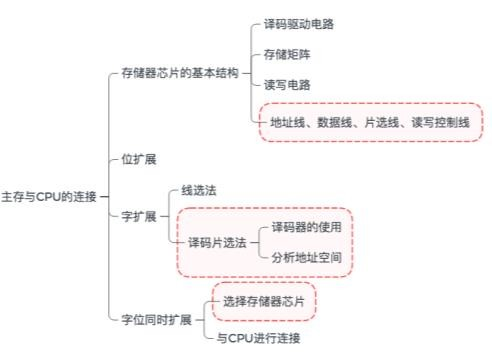 译码驱动电路
存储矩阵
存储器芯片的基本结构
读写电路
地址线、数据线、片选线、读写控制线
位扩展
线选法
主存与CPU的连接
字扩展
译码器的使用
译码片选法
分析地址空间
选择存储器芯片
字位同时扩展
与CPU进行连接